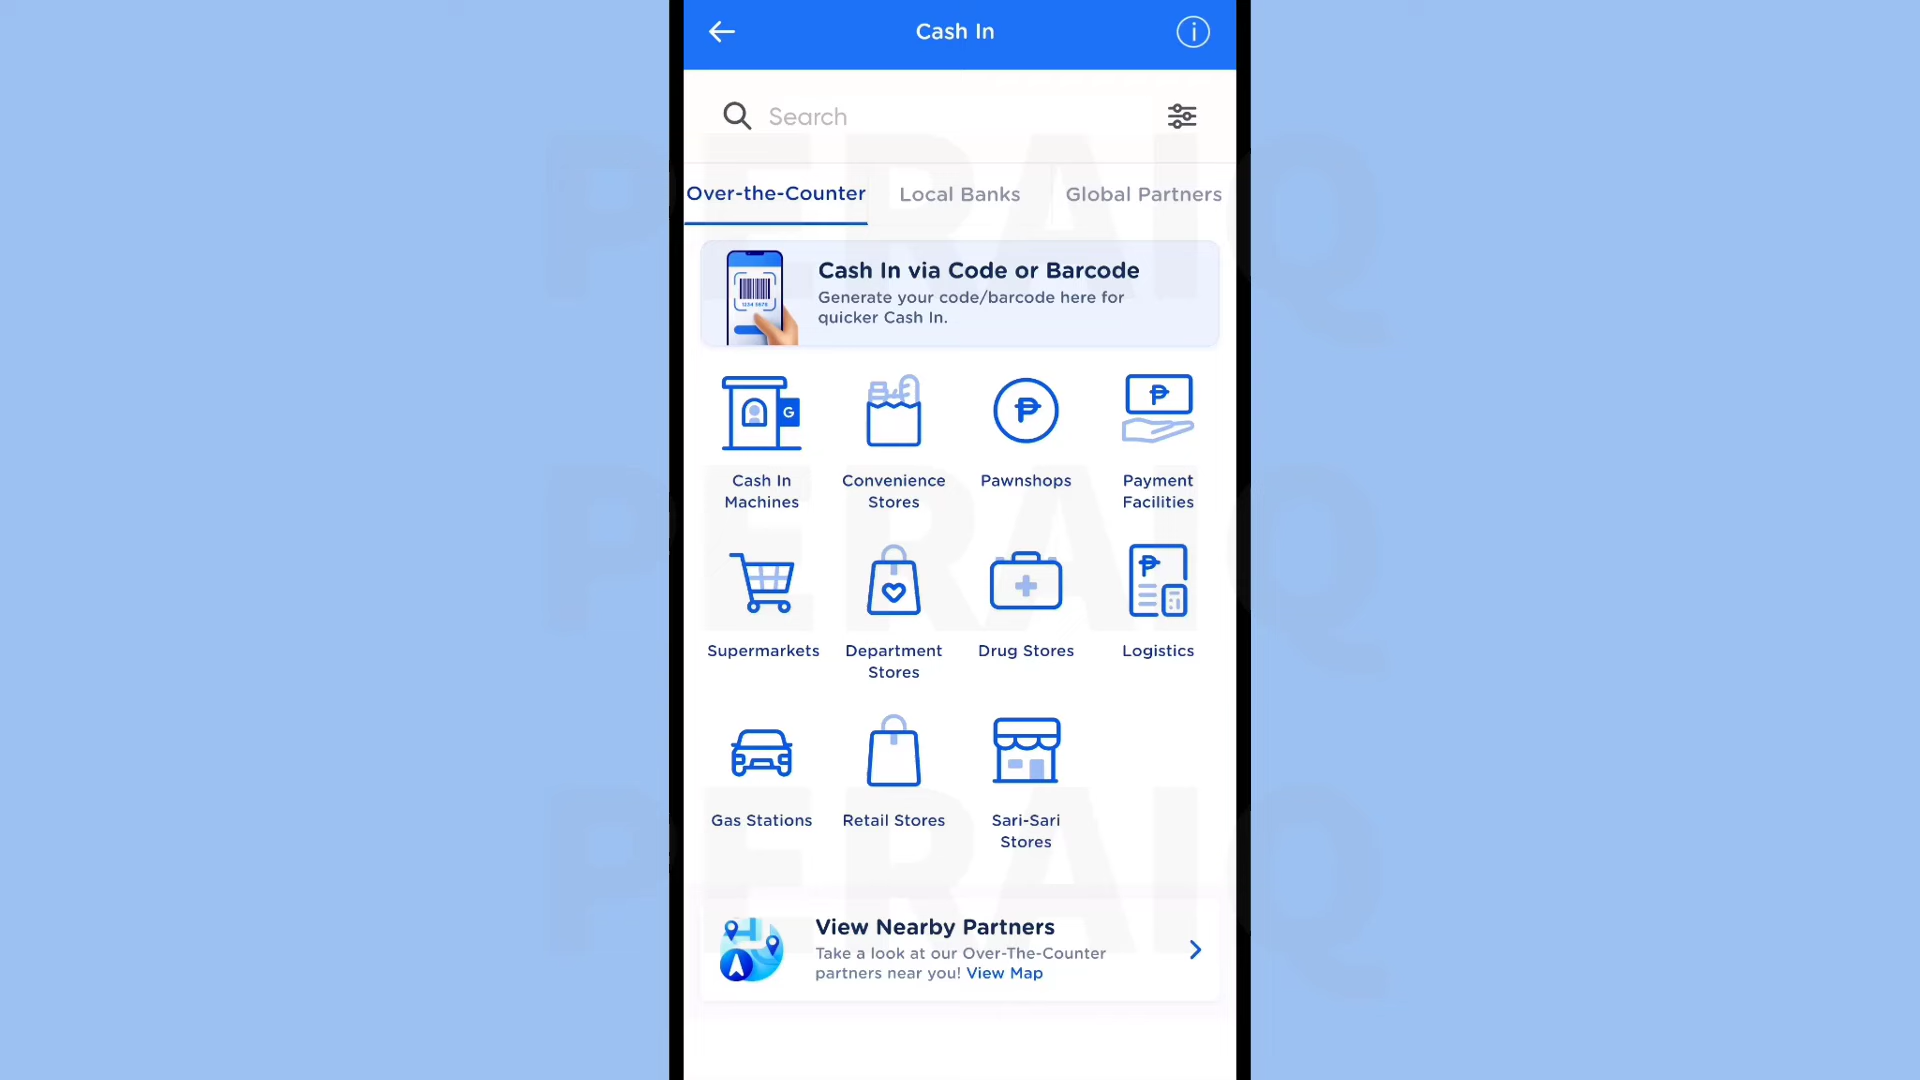 Cash In
Search
Over-the-Counter
Local Banks
Global Partners
Cash In via Code or Barcode
Generate your code/barcode here for
quicker Cash In.
Cash In
Machines
Convenience
Stores
Pawnshops
Payment
Facilities
Supermarkets
Department
Stores
Drug Stores
Logistics
Gas Stations
Retail Stores
Sari-Sari
Stores
View Nearby Partners
Take a look at our Over-The-Counter
partners near you! View Map
PERAIQ
PERAIQ
PERAIQ